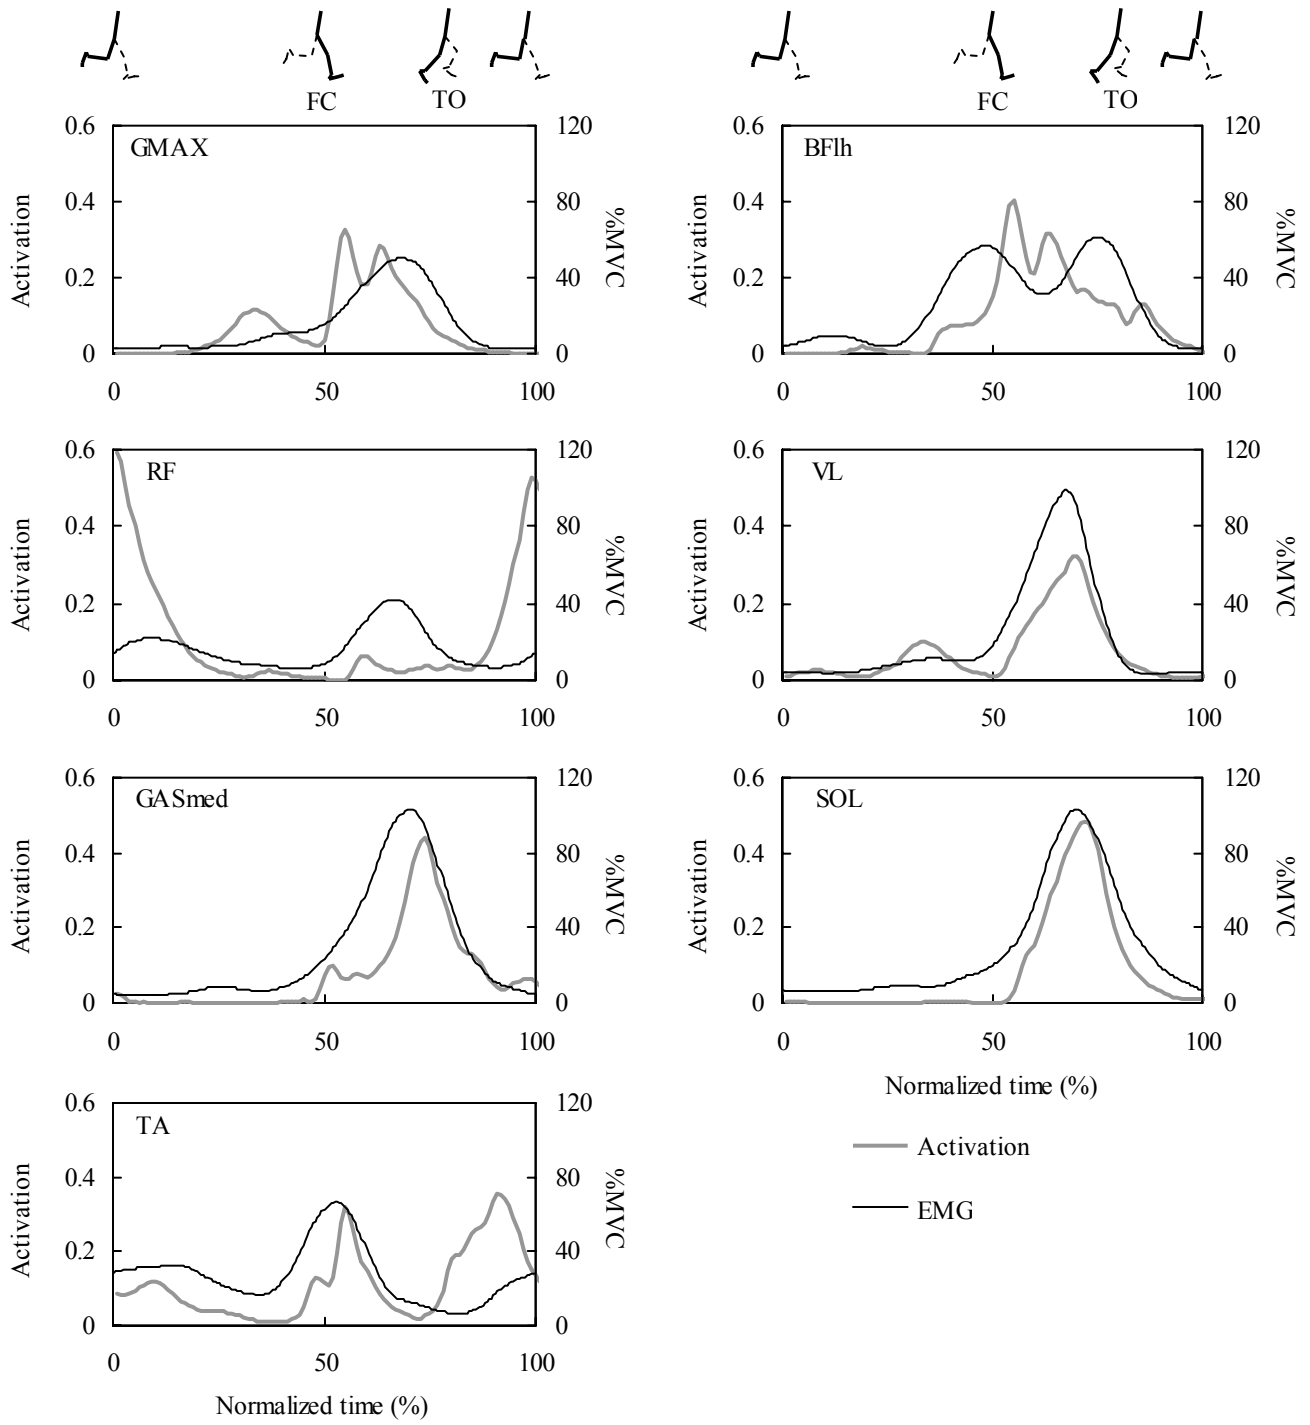 FC TO FC TO
0.6 120 0.6 120
GMAX BFlh
0.4 80 0.4 80
Activation %MVC Activation %MVC
0.2 40 0.2 40
0 0 0 0
0 50 100 0 50 100
0.6 120 0.6 120
RF VL
0.4 80 0.4 80
Activation %MVC Activation %MVC
0.2 40 0.2 40
0 0 0 0
0 50 100 0 50 100
0.6 120 0.6 120
GASmed SOL
0.4 80 0.4 80
Activation %MVC Activation %MVC
0.2 40 0.2 40
0 0 0 0
0 50 100 0 50 100
Normalized time (%)
0.6 120
TA
Activation
0.4 80
Activation %MVC
EMG
0.2 40
0 0
0 50 100
Normalized time (%)